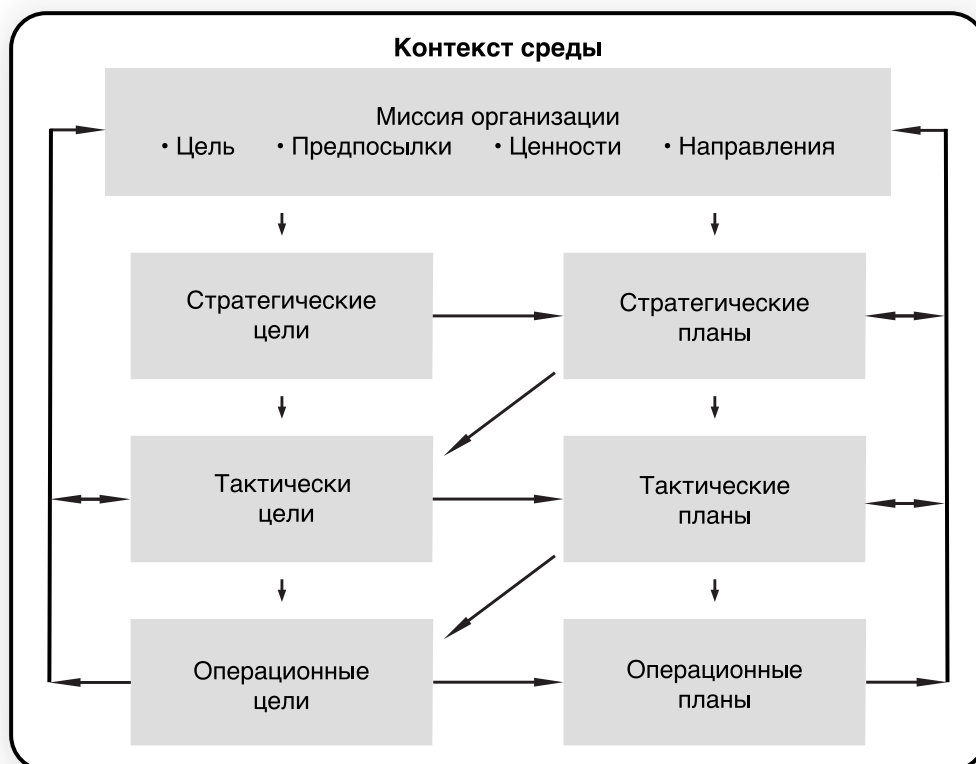 Контекст среды
Миссия организации
• Цель • Предпосылки • Ценности • Направления
Стратегические
цели
Стратегические
планы
Тактически
цели
Тактические
планы
Операционные
цели
Операционные
планы